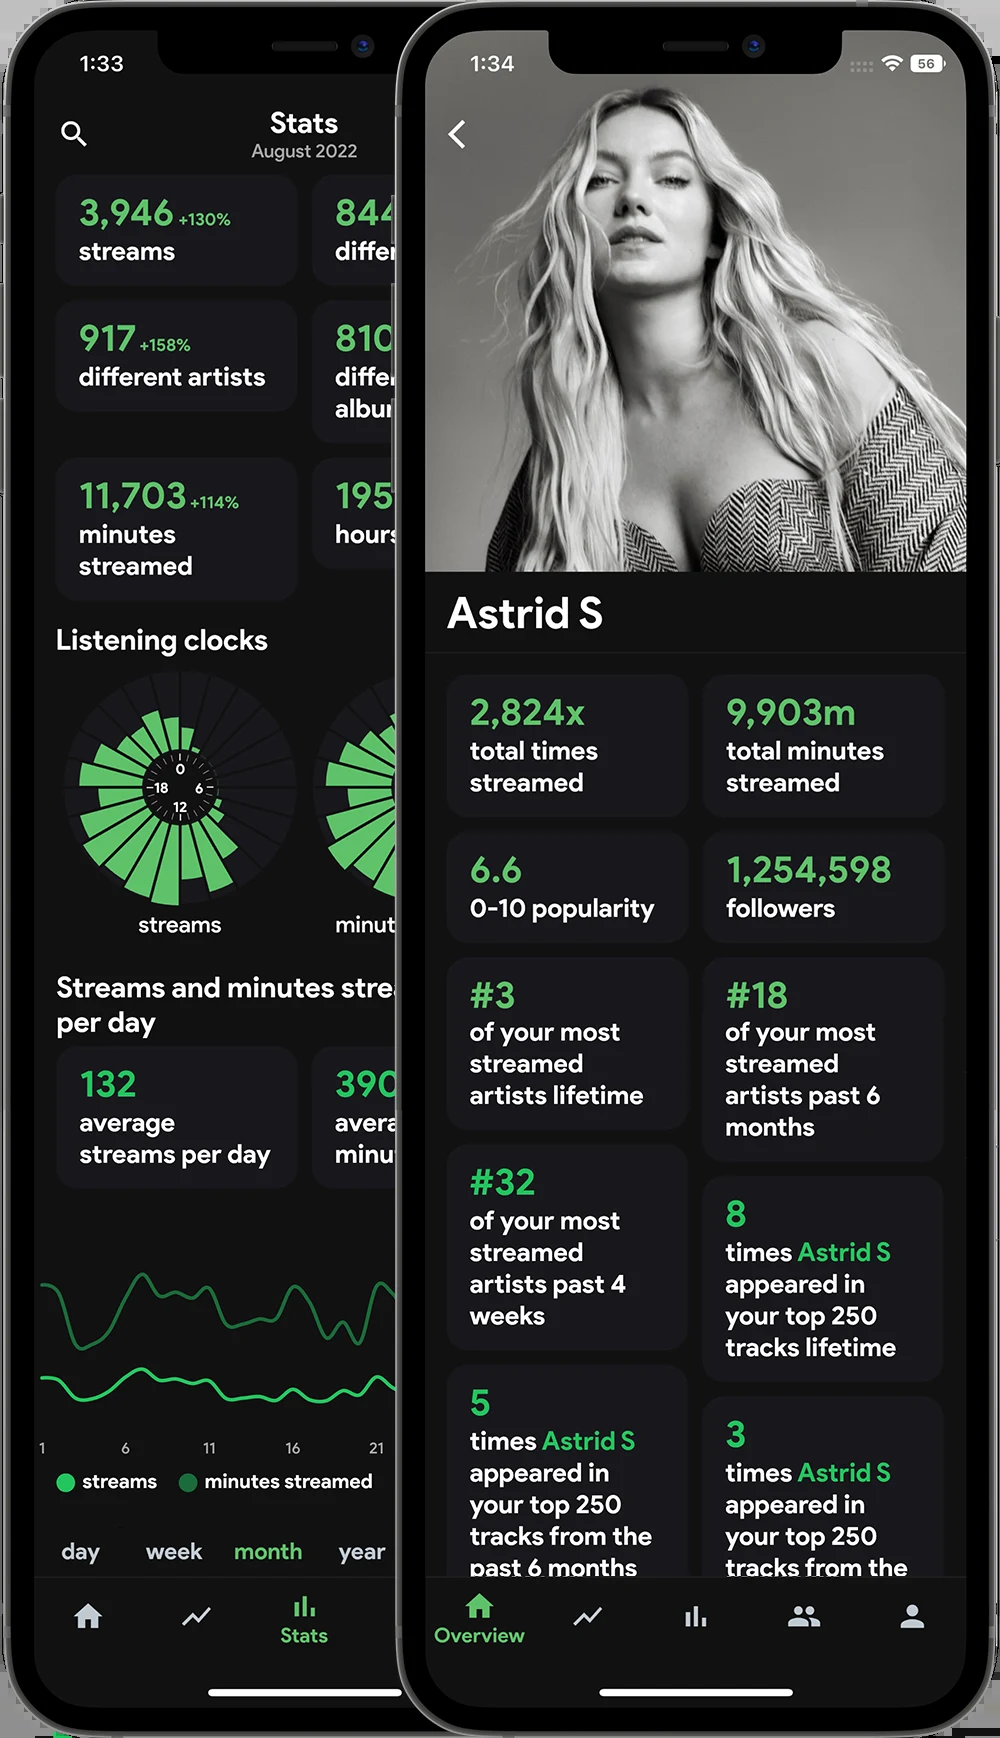 1:33
Stats
August 2022
3,946 +130%
streams
844
differ
917 +158%
different artists
810
differ
albu
11,703 +114%
minutes
streamed
195
hours
Listening clocks
0
18 6
12
streams
minut
Streams and minutes stre
per day
132
average
streams per day
390
avera
minu
1 6 11 16 21
streams minutes streamed
day week month year
Stats
1:34
56
Astrid S
2,824x
total times
streamed
9,903m
total minutes
streamed
6.6
0-10 popularity
1,254,598
followers
#3
of your most
streamed
artists lifetime
#18
of your most
streamed
artists past 6
months
#32
of your most
streamed
artists past 4
weeks
8
times Astrid S
appeared in
your top 250
tracks lifetime
5
times Astrid S
appeared in
your top 250
tracks from the
past 6 months
3
times Astrid S
appeared in
your top 250
tracks from the
Overview